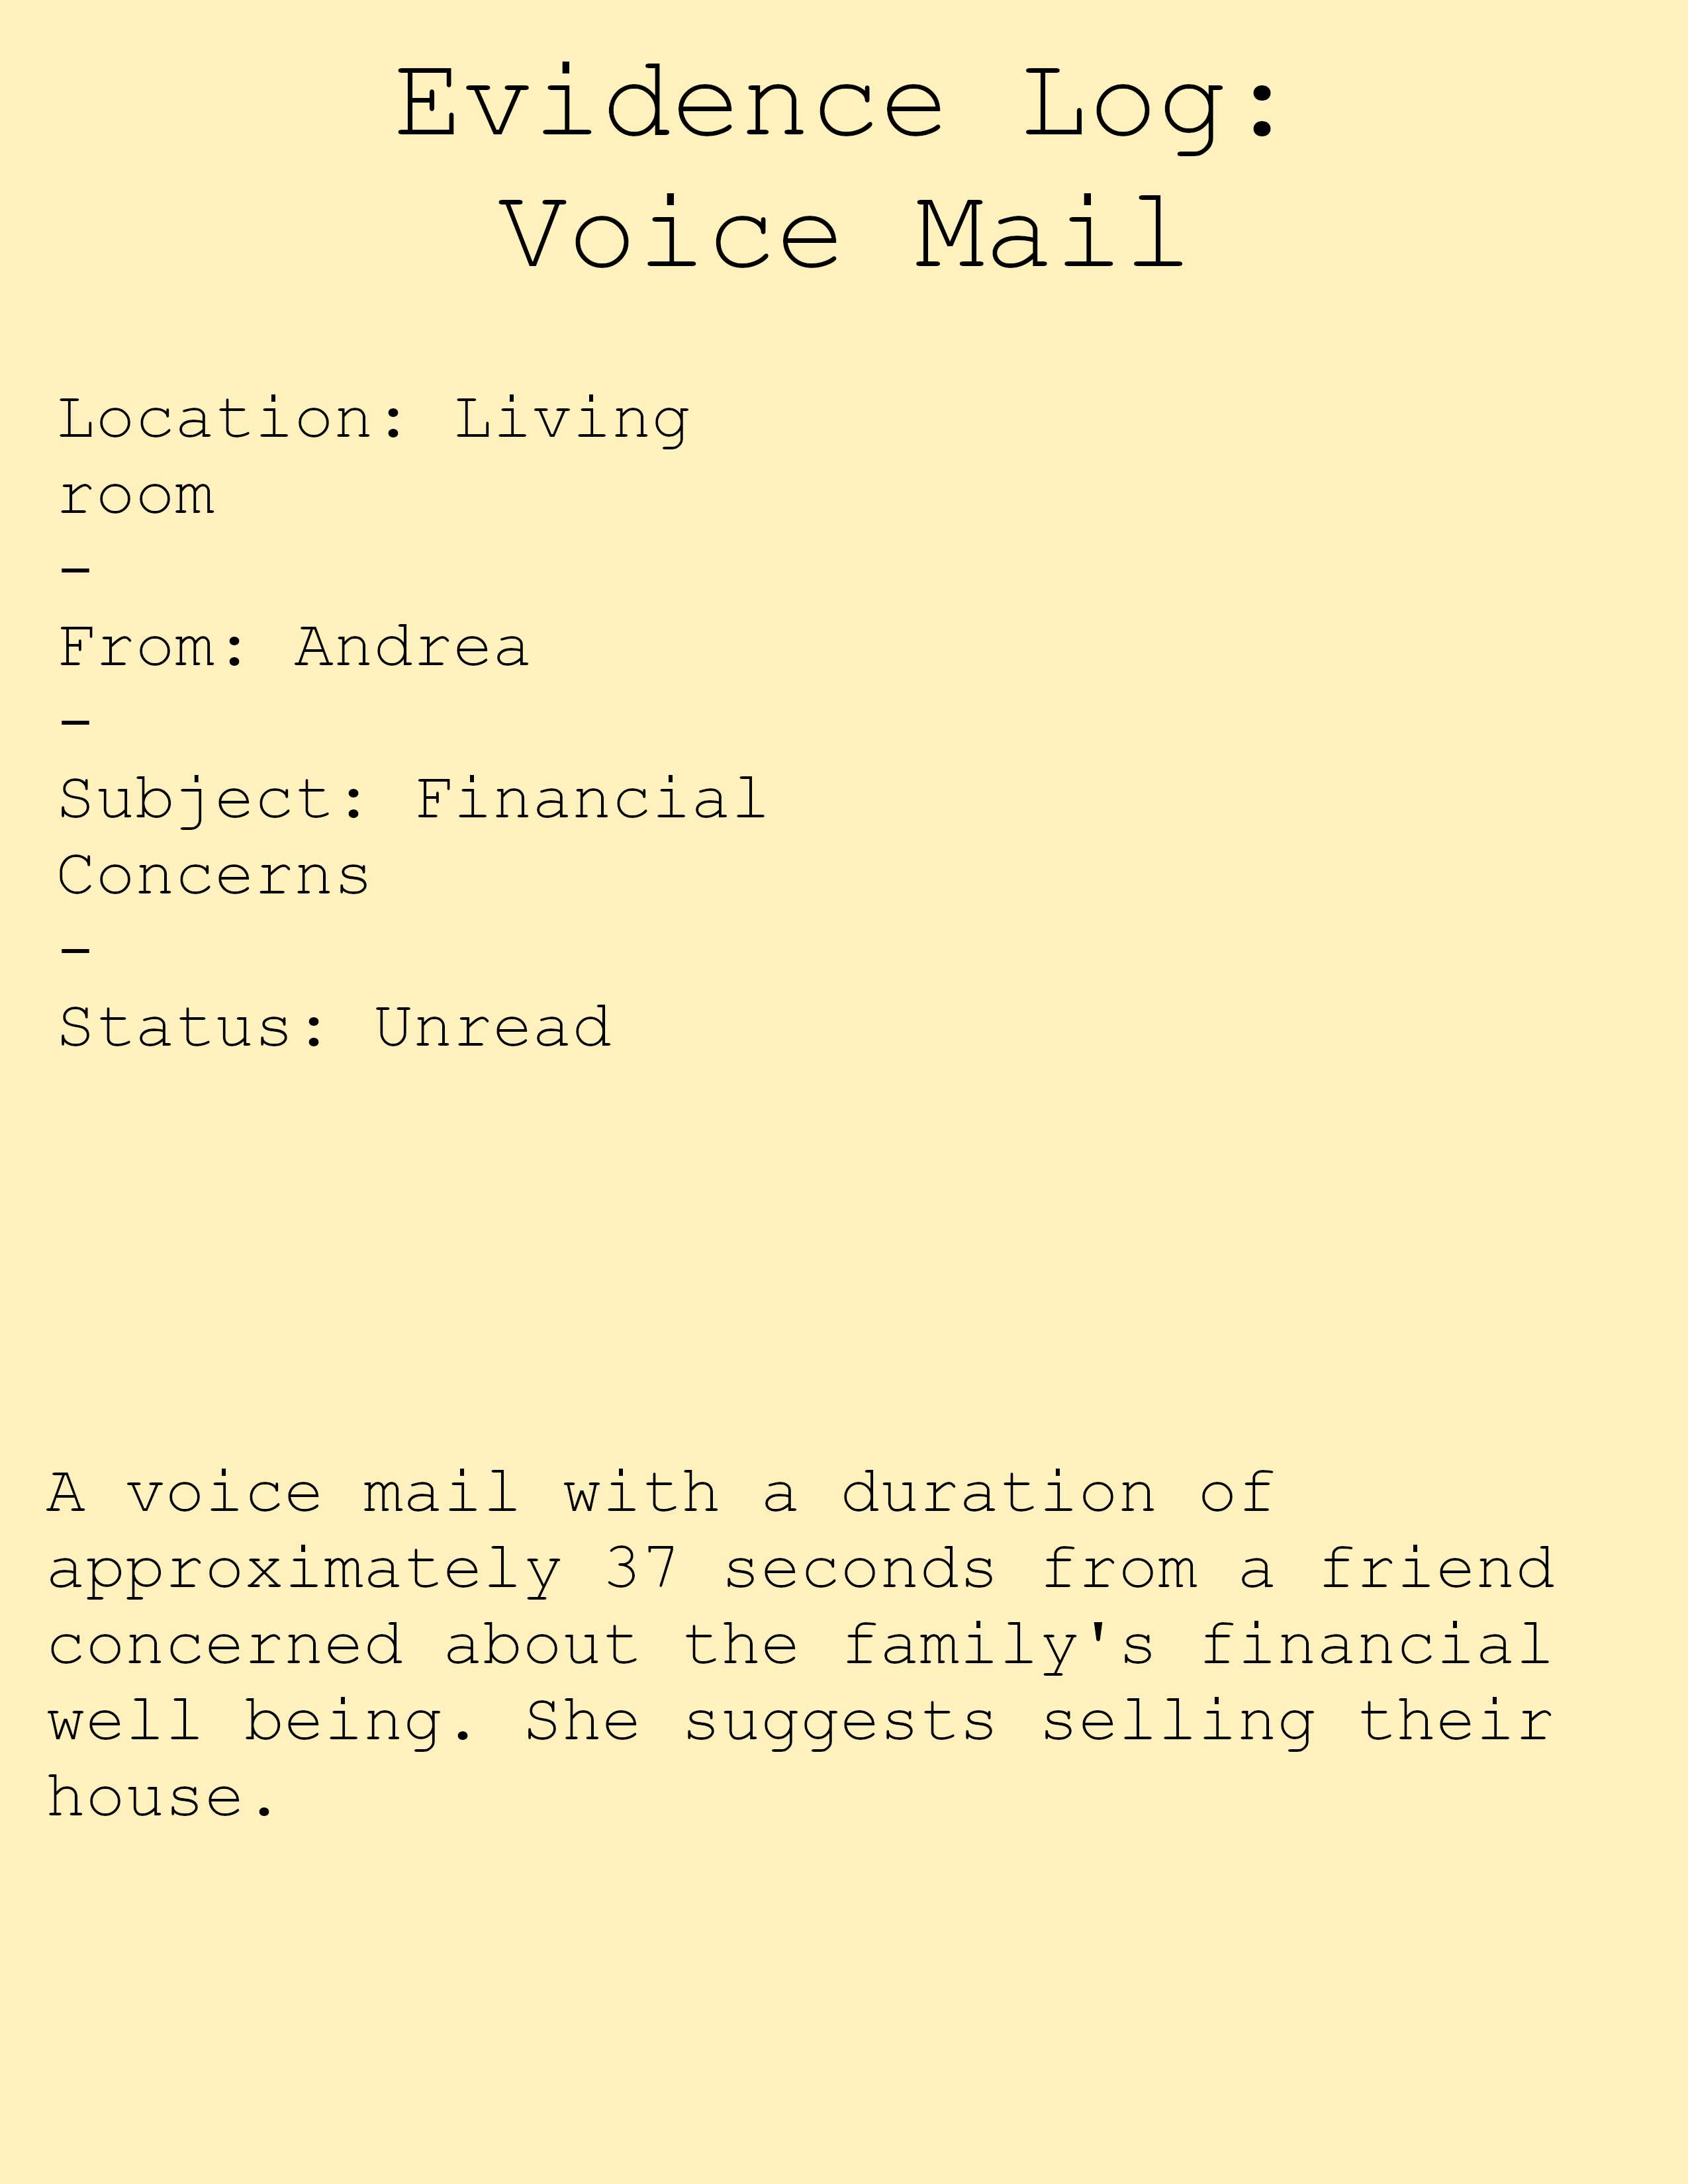 Evidence Log:
Voice Mail
Location: Living
room
-
From: Andrea
-
Subject: Financial
Concerns
-
Status: Unread
A voice mail with a duration of
approximately 37 seconds from a friend
concerned about the family's financial
well being. She suggests selling their
house.